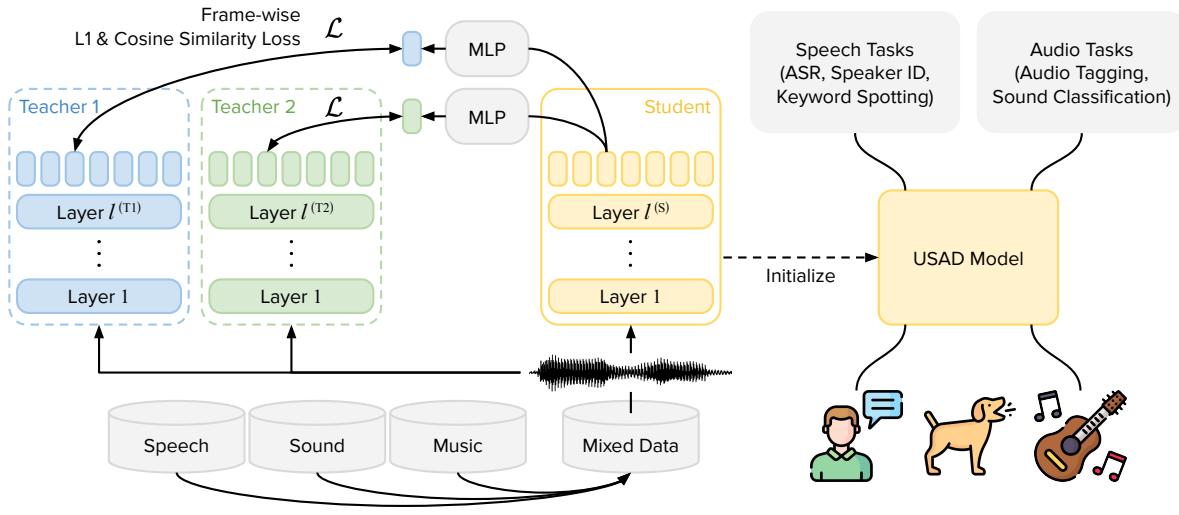 Frame-wise
L1 & Cosine Similarity Loss
ℒ
MLP
Teacher 1
Teacher 2
ℒ
MLP
Student
Layer l (T1)
Layer l (T2)
Layer l (S)
Layer 1
Layer 1
Layer 1
Speech
Sound
Music
Mixed Data
Initialize
Speech Tasks
(ASR, Speaker ID,
Keyword Spotting)
Audio Tasks
(Audio Tagging,
Sound Classification)
USAD Model